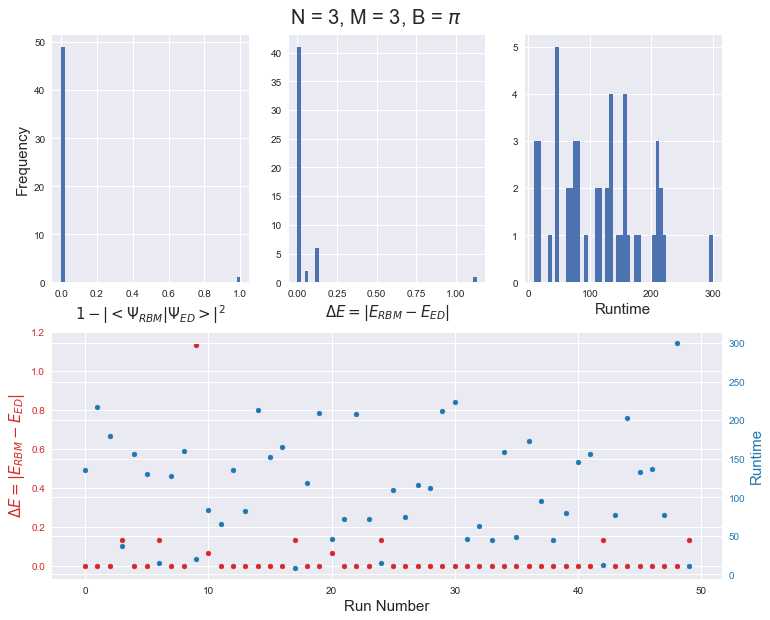 N = 3, M = 3, B = π
Frequency
50
40
30
20
10
0
0.0 0.2 0.4 0.6 0.8 1.0
1 − | < Ψ_RBM | Ψ_ED > |²
40
35
30
25
20
15
10
5
0
0.00 0.25 0.50 0.75 1.00
ΔE = |E_RBM − E_ED|
5
4
3
2
1
0
0 100 200 300
Runtime
ΔE = |E_RBM − E_ED|
1.2
1.0
0.8
0.6
0.4
0.2
0.0
0 10 20 30 40 50
Run Number
300
250
200
150
100
50
0
Runtime